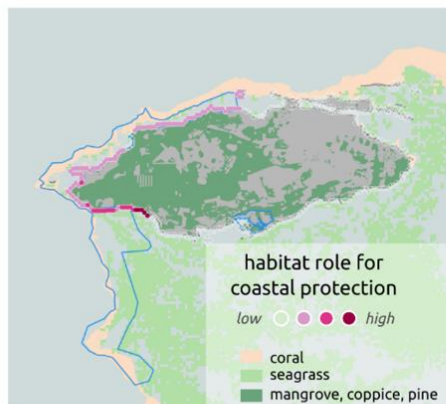 habitat role for
coastal protection
low high
coral
seagrass
mangrove, coppice, pine